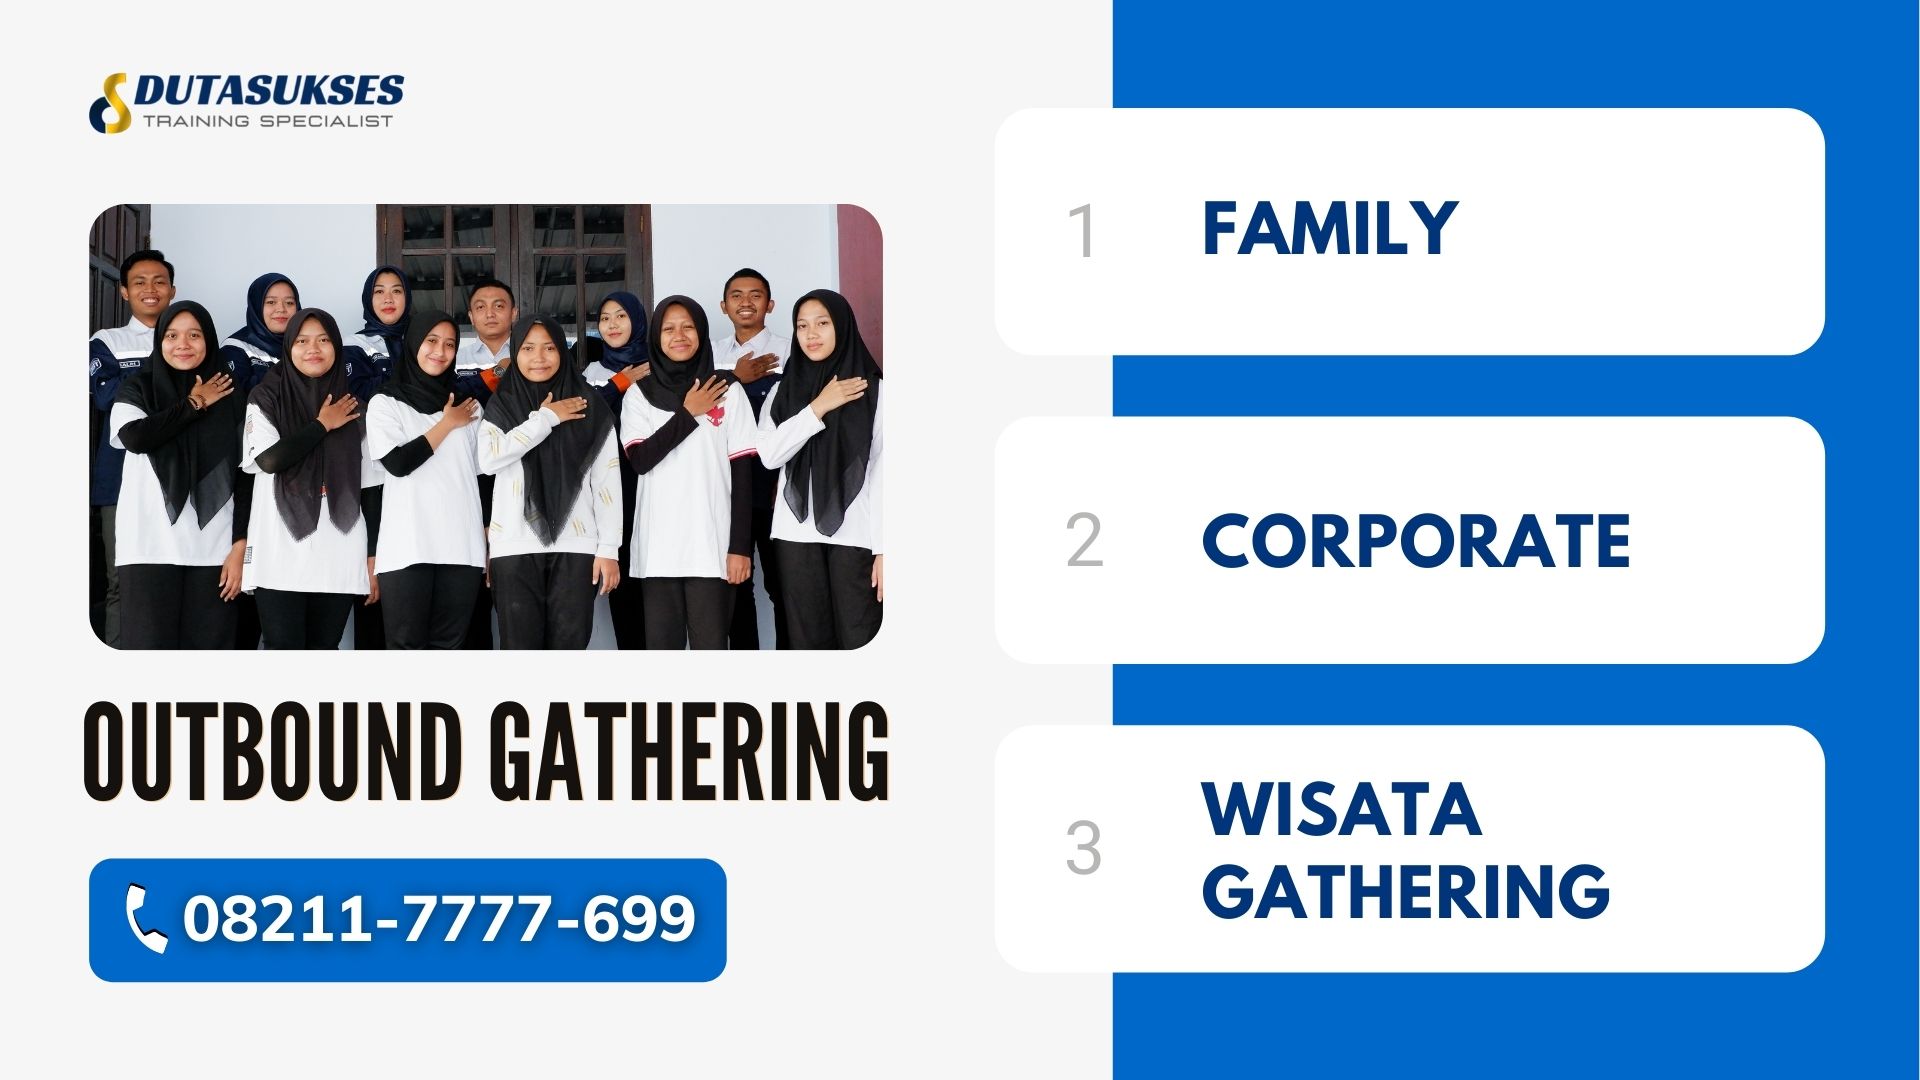 DUTASUKSES
TRAINING SPECIALIST
OUTBOUND GATHERING
08211-7777-699
1
FAMILY
2
CORPORATE
3
WISATA
GATHERING